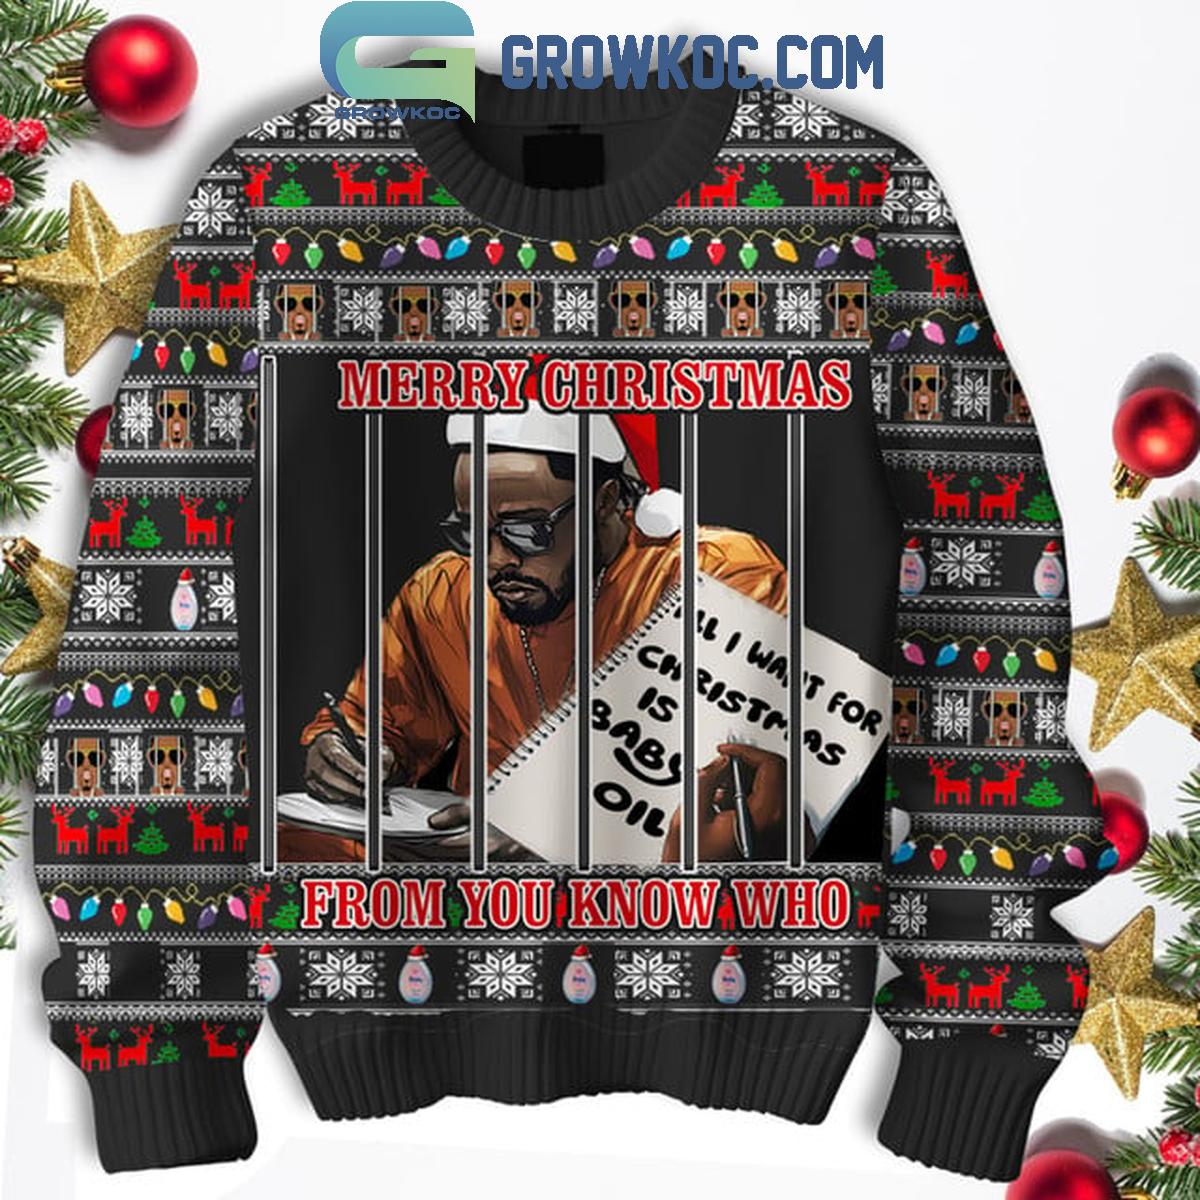 GROWKOC.COM
GROWKOC
MERRY CHRISTMAS
ALL I WANT FOR
CHRISTMAS
IS
BABY
OIL
FROM YOU KNOW WHO